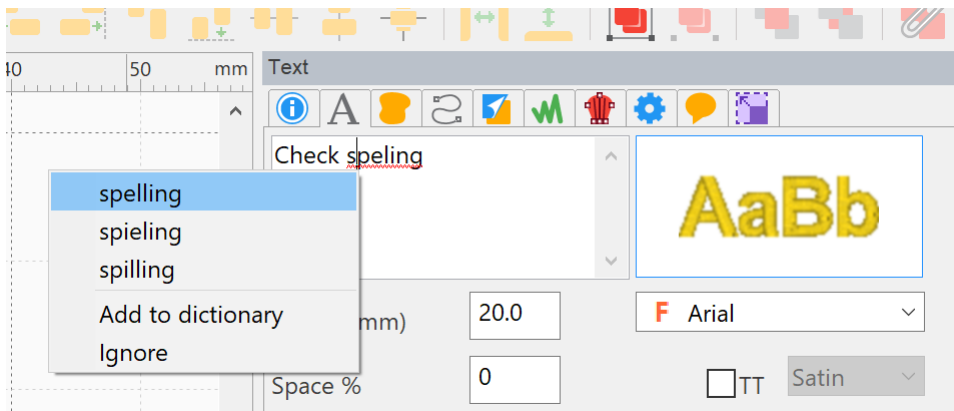 40 50 mm
Text
Check speling
AaBb
spelling
spieling
spilling
Add to dictionary
Ignore
mm) 20.0 F Arial
Space % 0 TT Satin